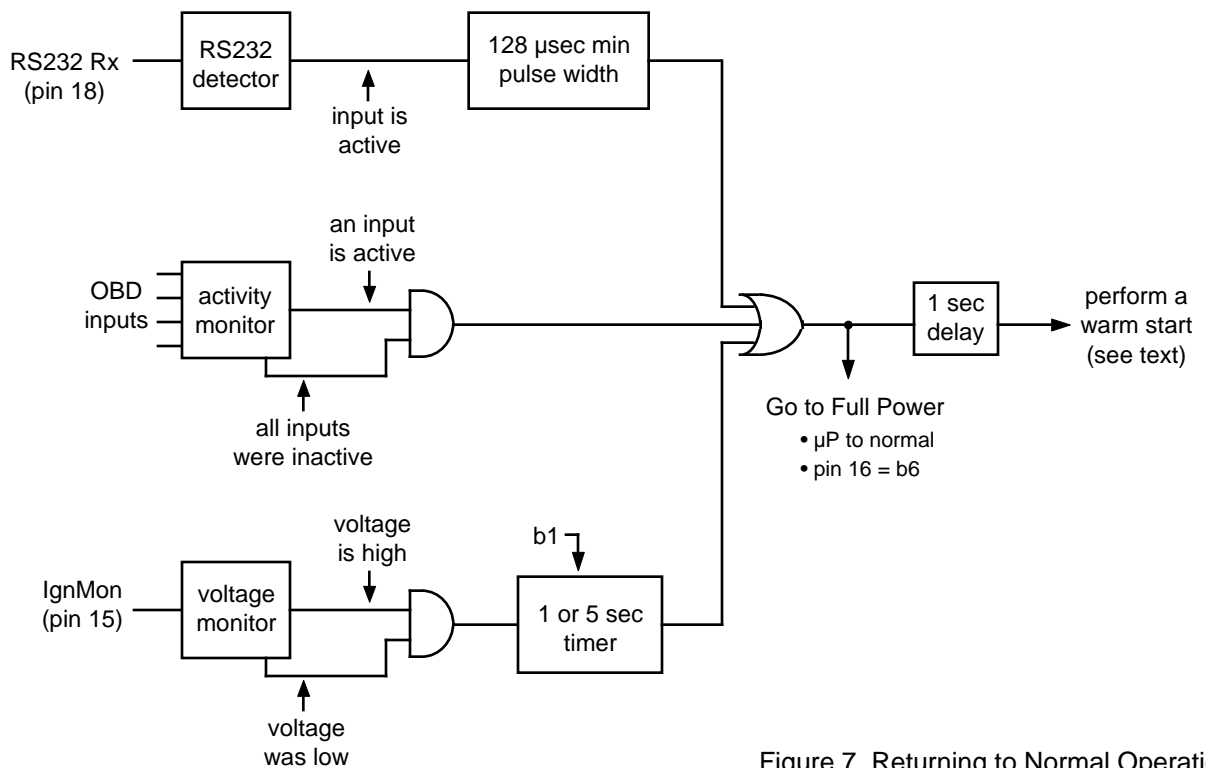 RS232 Rx
(pin 18)
RS232
detector
input is
active
128 µsec min
pulse width
an input
is active
OBD
inputs
activity
monitor
all inputs
were inactive
1 sec
delay
perform a
warm start
(see text)
Go to Full Power
• µP to normal
• pin 16 = b6
voltage
is high
b1
IgnMon
(pin 15)
voltage
monitor
1 or 5 sec
timer
voltage
was low
Figure 7. Returning to Normal Operati